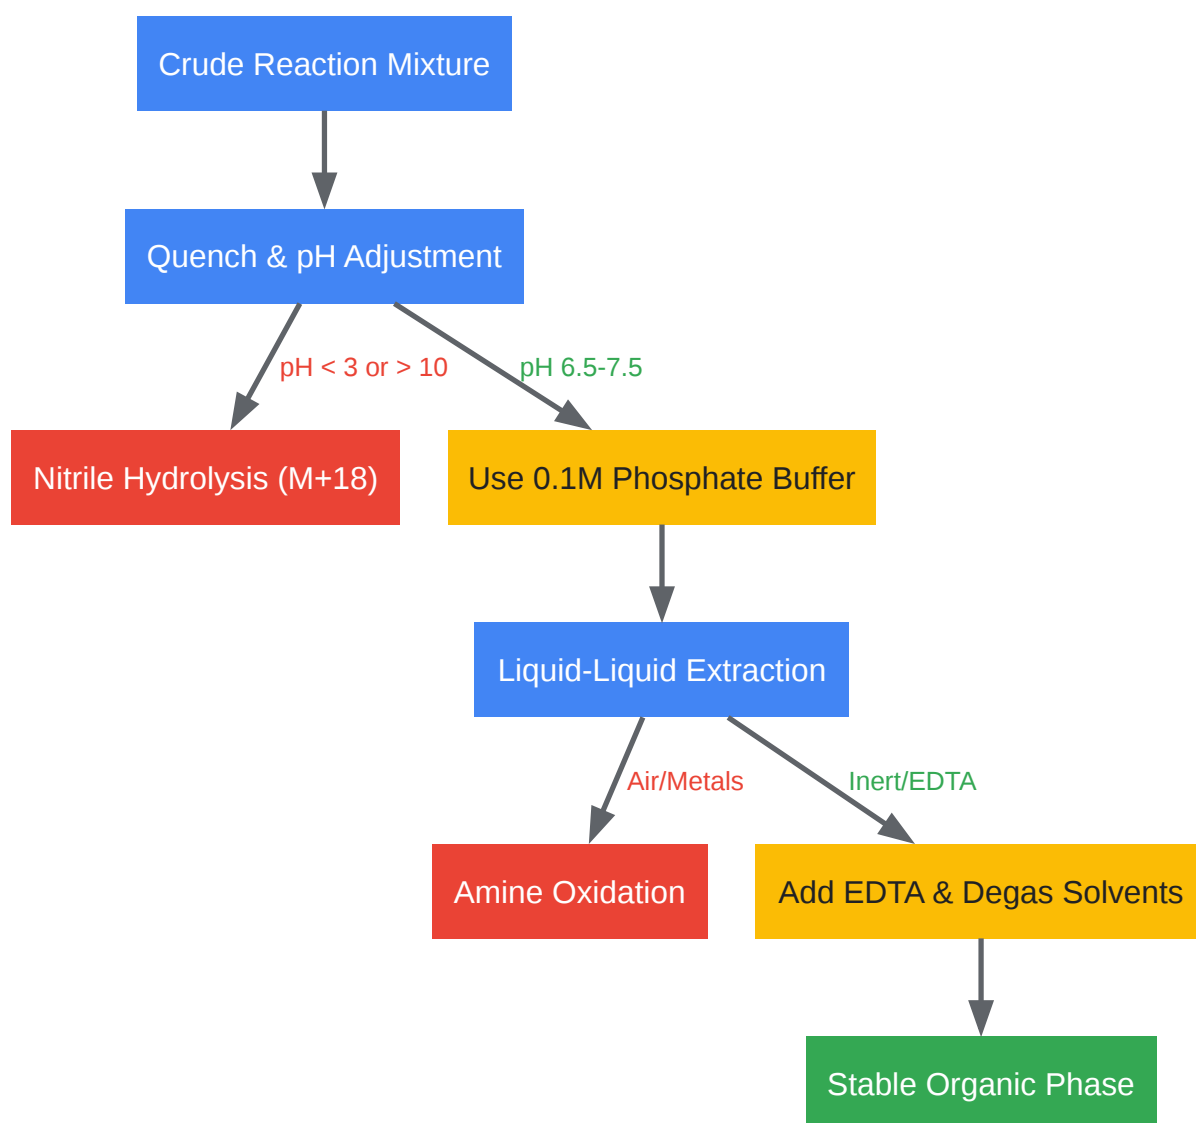 Crude Reaction Mixture
Quench & pH Adjustment
pH < 3 or > 10
pH 6.5-7.5
Nitrile Hydrolysis (M+18)
Use 0.1M Phosphate Buffer
Liquid-Liquid Extraction
Air/Metals
Inert/EDTA
Amine Oxidation
Add EDTA & Degas Solvents
Stable Organic Phase